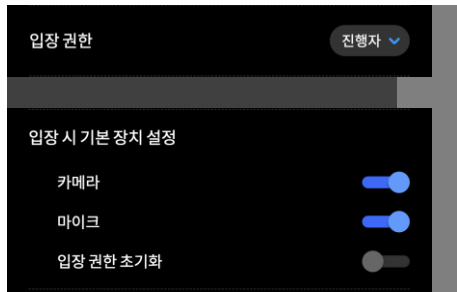 입장 권한
진행자
입장 시 기본 장치 설정
카메라
마이크
입장 권한 초기화